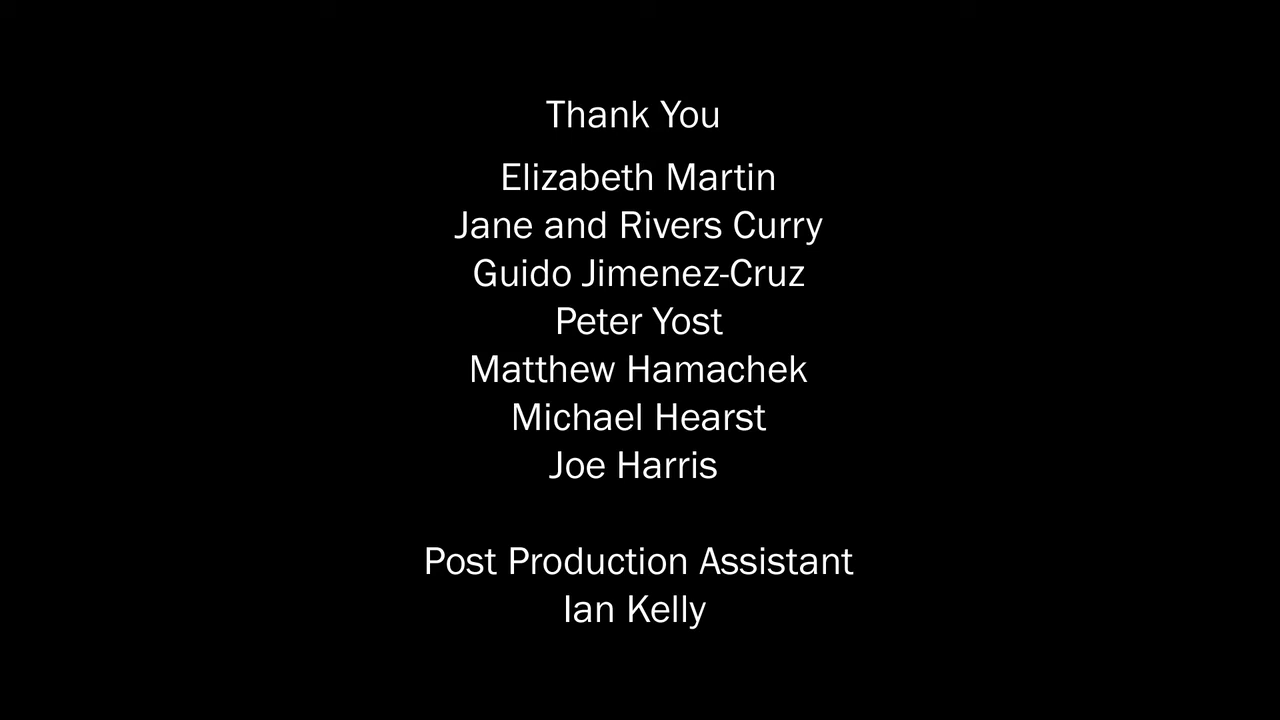 Thank You
Elizabeth Martin
Jane and Rivers Curry
Guido Jimenez-Cruz
Peter Yost
Matthew Hamachek
Michael Hearst
Joe Harris
Post Production Assistant
Ian Kelly